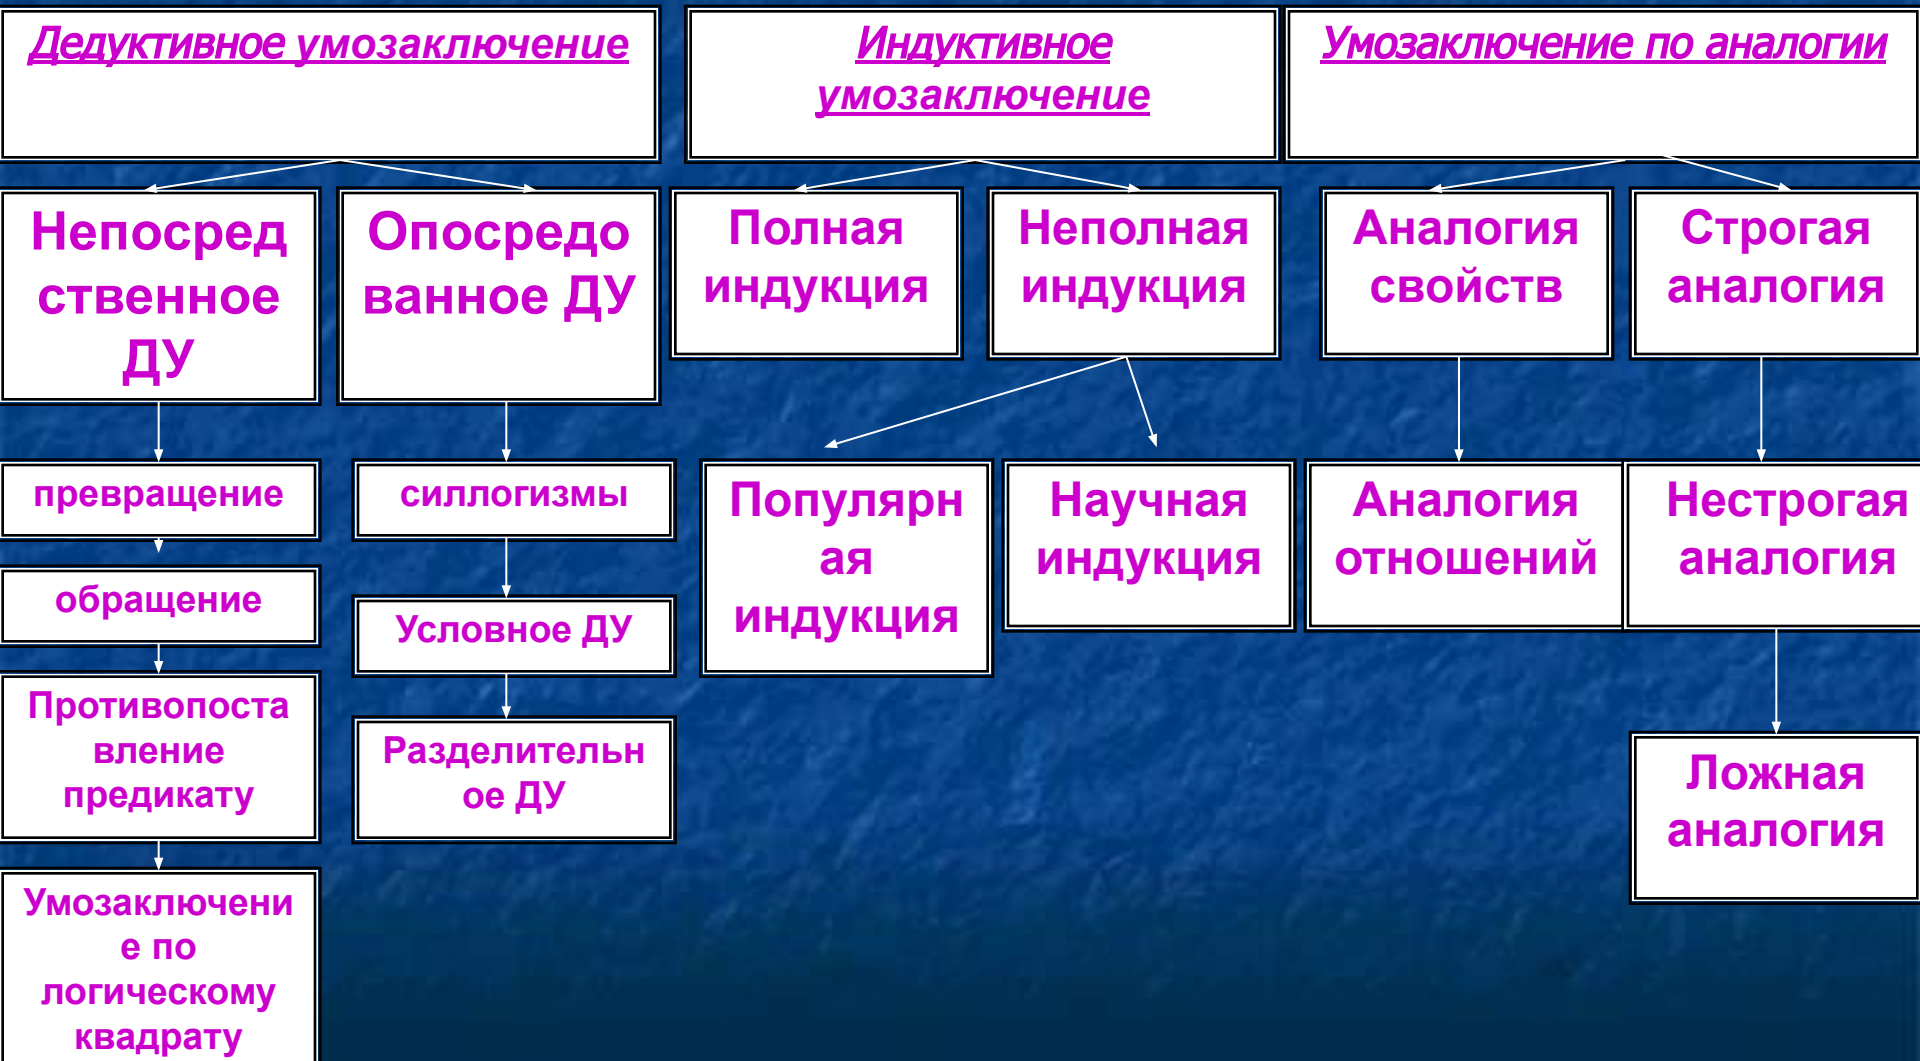 Дедуктивное умозаключение
Индуктивное
умозаключение
Умозаключение по аналогии
Непосред
ственное
ДУ
Опосредо
ванное ДУ
Полная
индукция
Неполная
индукция
Аналогия
свойств
Строгая
аналогия
превращение
обращение
Противопоста
вление
предикату
Умозаключени
е по
логическому
квадрату
силлогизмы
Условное ДУ
Разделительн
ое ДУ
Популярн
ая
индукция
Научная
индукция
Аналогия
отношений
Нестрогая
аналогия
Ложная
аналогия